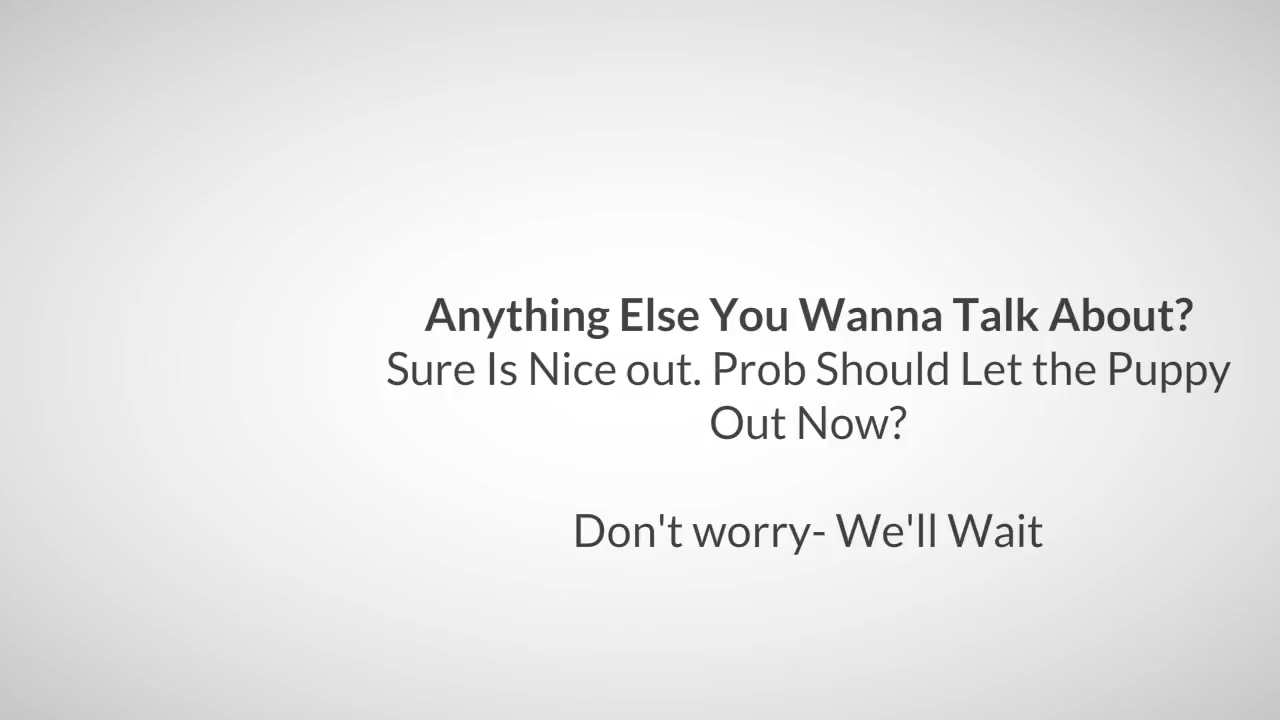 Anything Else You Wanna Talk About?
Sure Is Nice out. Prob Should Let the Puppy
Out Now?
Don't worry- We'll Wait